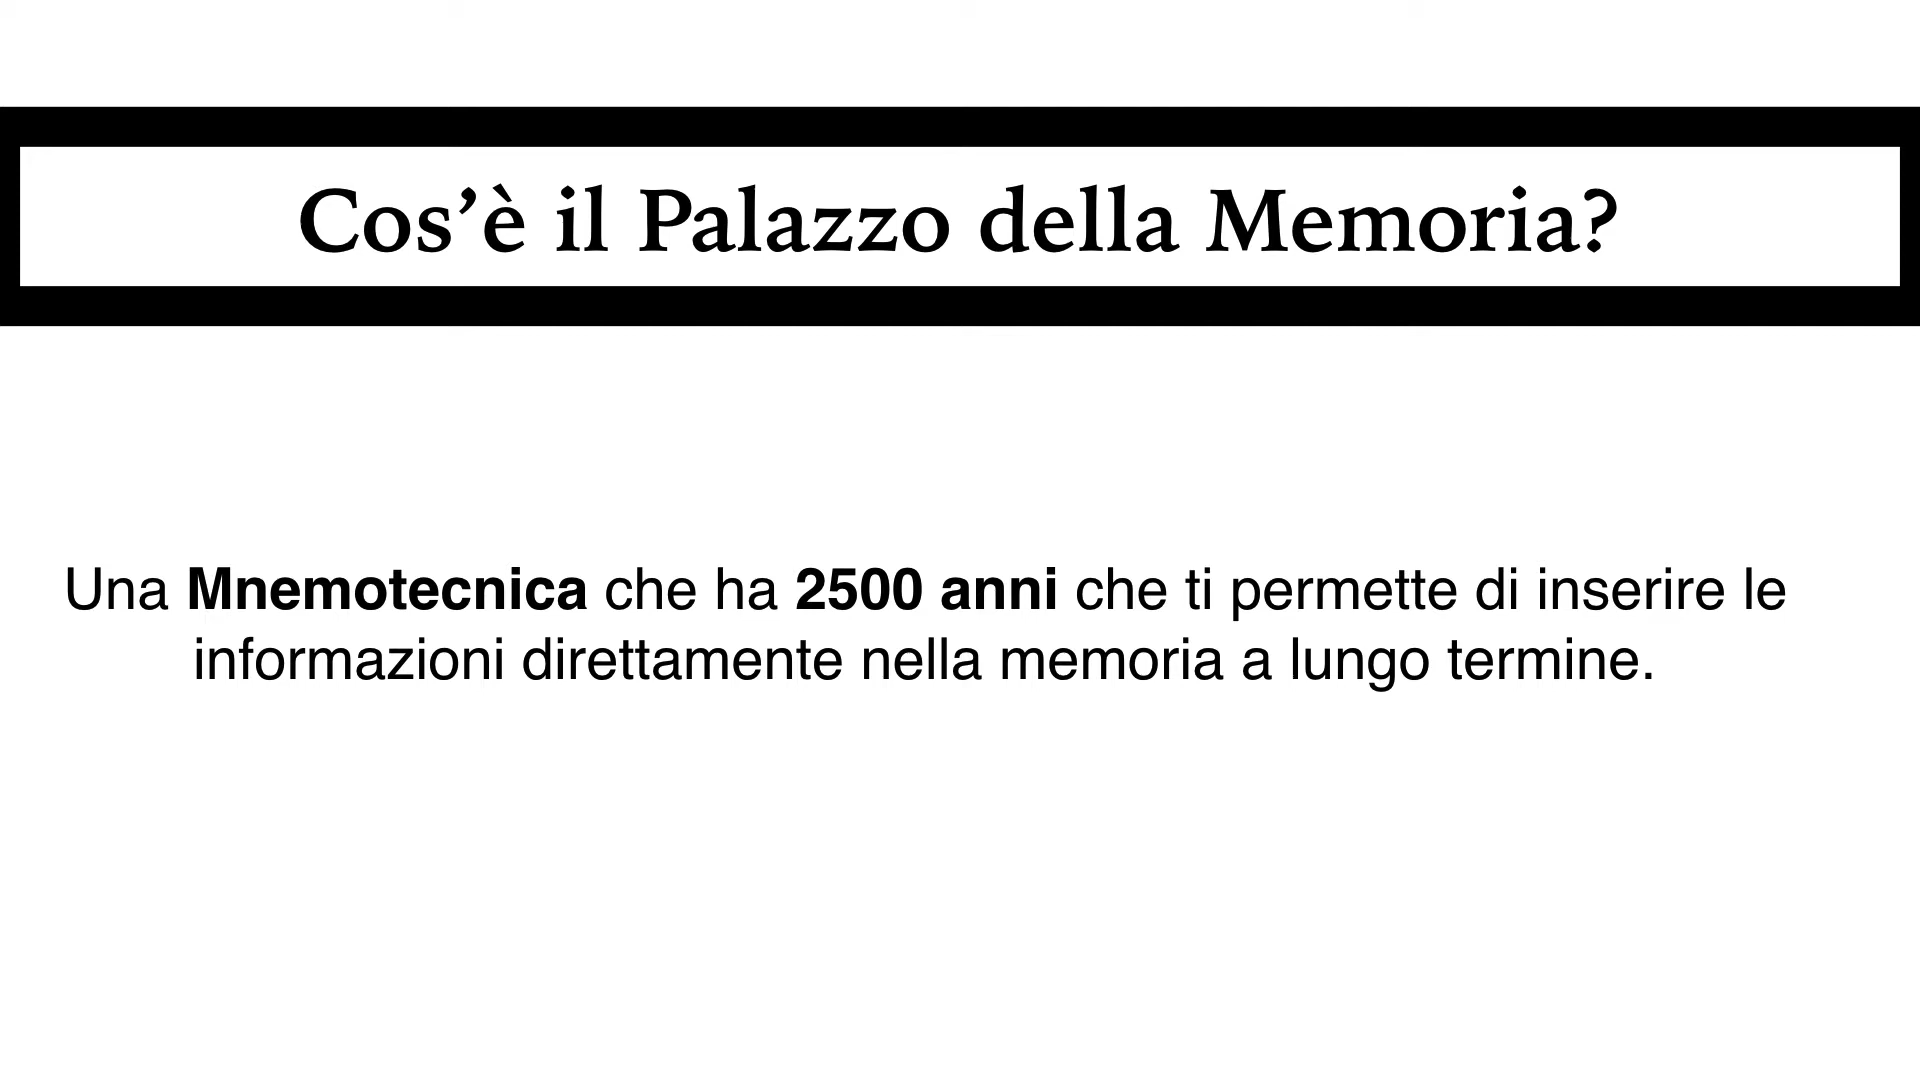 Cos’è il Palazzo della Memoria?
Una Mnemotecnica che ha 2500 anni che ti permette di inserire le
informazioni direttamente nella memoria a lungo termine.